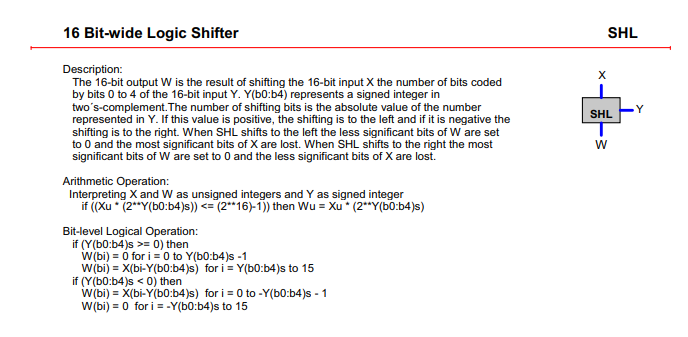 16 Bit-wide Logic Shifter
SHL
Description:
The 16-bit output W is the result of shifting the 16-bit input X the number of bits coded
by bits 0 to 4 of the 16-bit input Y. Y(b0:b4) represents a signed integer in
two´s-complement.The number of shifting bits is the absolute value of the number
represented in Y. If this value is positive, the shifting is to the left and if it is negative the
shifting is to the right. When SHL shifts to the left the less significant bits of W are set
to 0 and the most significant bits of X are lost. When SHL shifts to the right the most
significant bits of W are set to 0 and the less significant bits of X are lost.
X
SHL
Y
W
Arithmetic Operation:
Interpreting X and W as unsigned integers and Y as signed integer
if ((Xu * (2**Y(b0:b4)s)) <= (2**16)-1)) then Wu = Xu * (2**Y(b0:b4)s)
Bit-level Logical Operation:
if (Y(b0:b4)s >= 0) then
W(bi) = 0 for i = 0 to Y(b0:b4)s -1
W(bi) = X(bi-Y(b0:b4)s) for i = Y(b0:b4)s to 15
if (Y(b0:b4)s < 0) then
W(bi) = X(bi-Y(b0:b4)s) for i = 0 to -Y(b0:b4)s - 1
W(bi) = 0 for i = -Y(b0:b4)s to 15